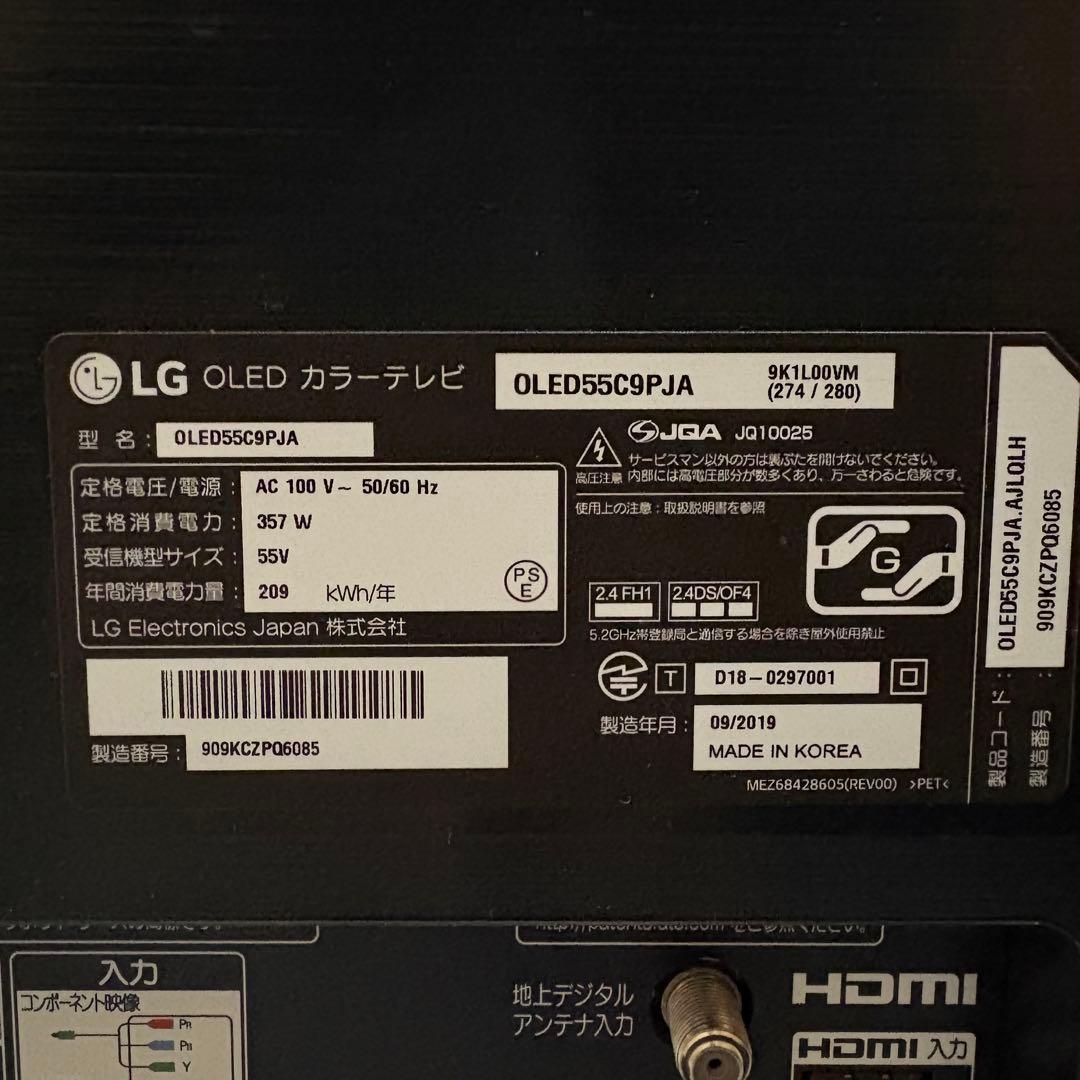 LG OLED カラーテレビ
OLED55C9PJA
9K1L00VM
(274 / 280)
型 名 : OLED55C9PJA
定格電圧/電源 : AC 100 V~ 50/60 Hz
定格消費電力 : 357 W
受信機型サイズ : 55V
年間消費電力量 : 209 kWh/年
PS
E
LG Electronics Japan 株式会社
製造番号 : 909KCZPQ6085
JQA JQ10025
高圧注意
サービスマン以外の方は裏ぶたを開けないでください。
内部には高電圧部分が数多くあり、万一さわると危険です。
使用上の注意 : 取扱説明書を参照
G
2.4 FH1
2.4DS/OF4
5.2GHz帯登録局と通信する場合を除き屋外使用禁止
T D18-0297001
製造年月 : 09/2019
MADE IN KOREA
MEZ68428605(REV00) >PET<
製品コード : OLED55C9PJA.AJLQLH
製造番号 : 909KCZPQ6085
入力
コンポーネント映像
PR
PB
Y
地上デジタル
アンテナ入力
HDMI
HDMI 入力